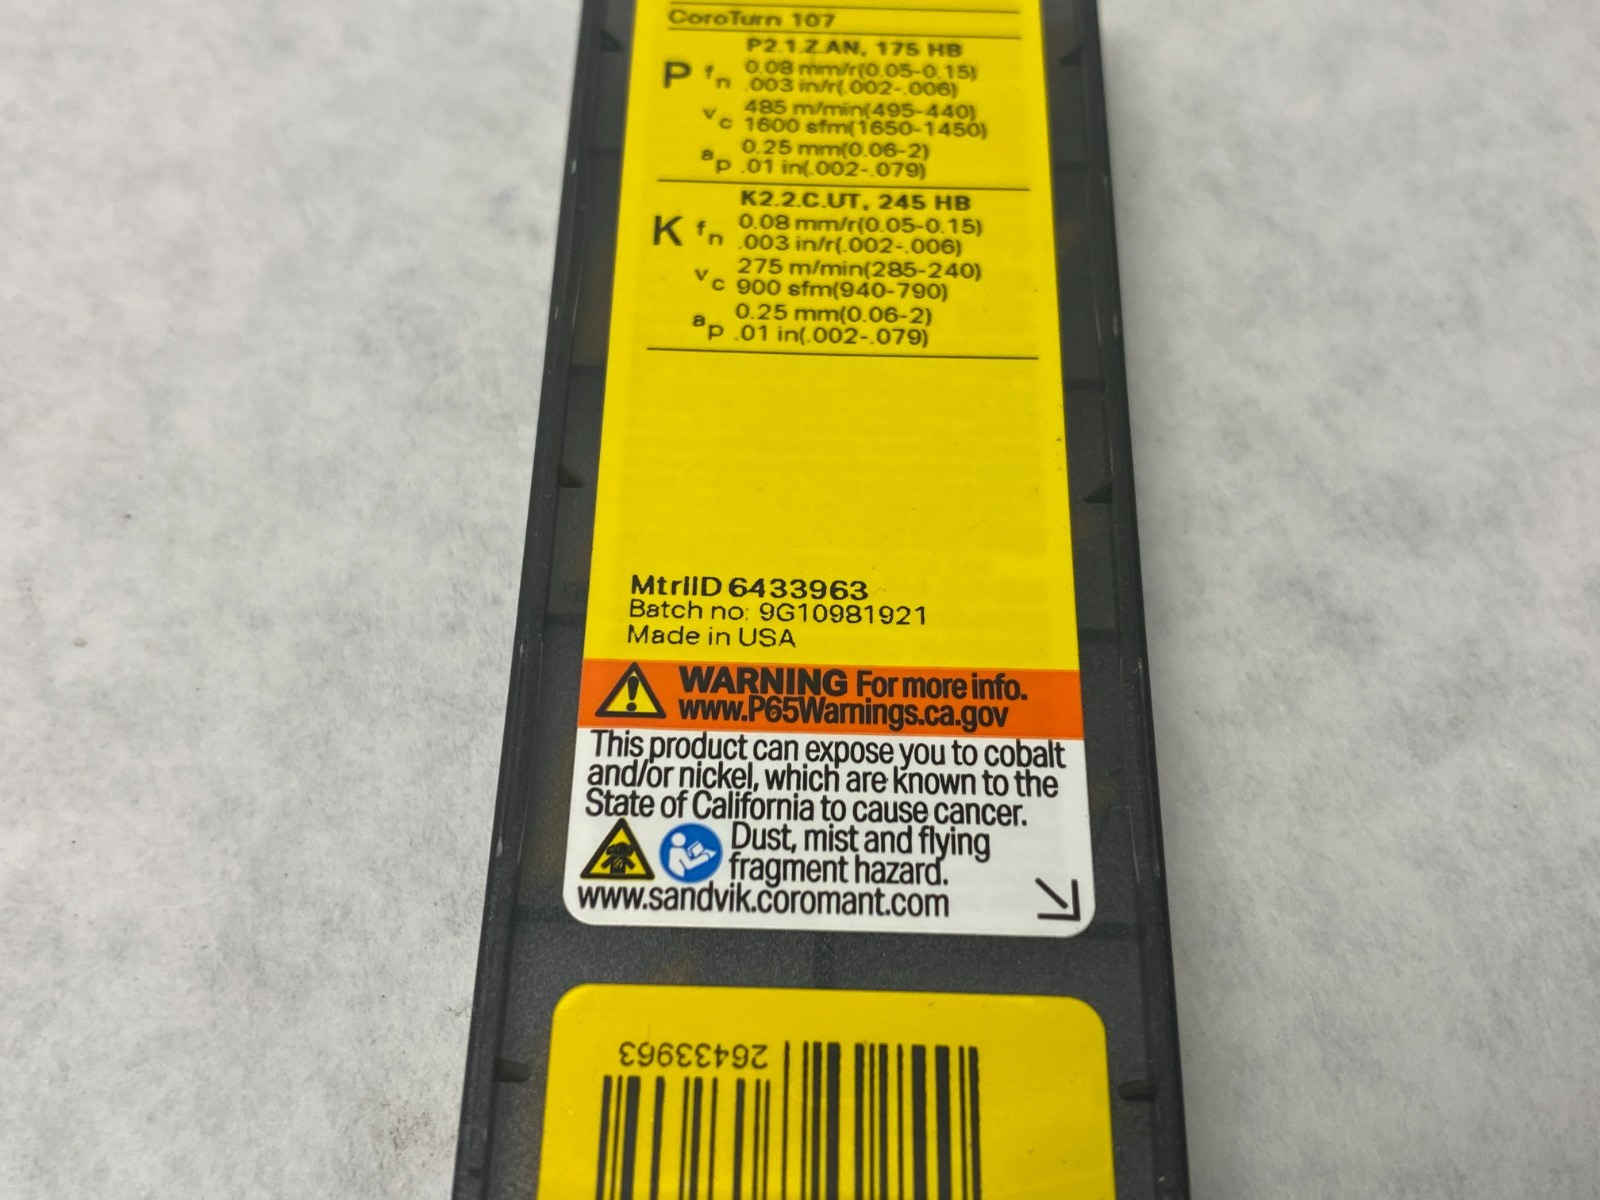 CoroTurn 107
P2.1.Z.AN, 175 HB
P fn 0.08 mm/r(0.05-0.15)
.003 in/r(.002-.006)
vc 485 m/min(495-440)
1600 sfm(1650-1450)
ap 0.25 mm(0.06-2)
.01 in(.002-.079)
K2.2.C.UT, 245 HB
K fn 0.08 mm/r(0.05-0.15)
.003 in/r(.002-.006)
vc 275 m/min(285-240)
900 sfm(940-790)
ap 0.25 mm(0.06-2)
.01 in(.002-.079)
MtrlID 6433963
Batch no: 9G10981921
Made in USA
WARNING For more info.
www.P65Warnings.ca.gov
This product can expose you to cobalt
and/or nickel, which are known to the
State of California to cause cancer.
Dust, mist and flying
fragment hazard.
www.sandvik.coromant.com
26433963